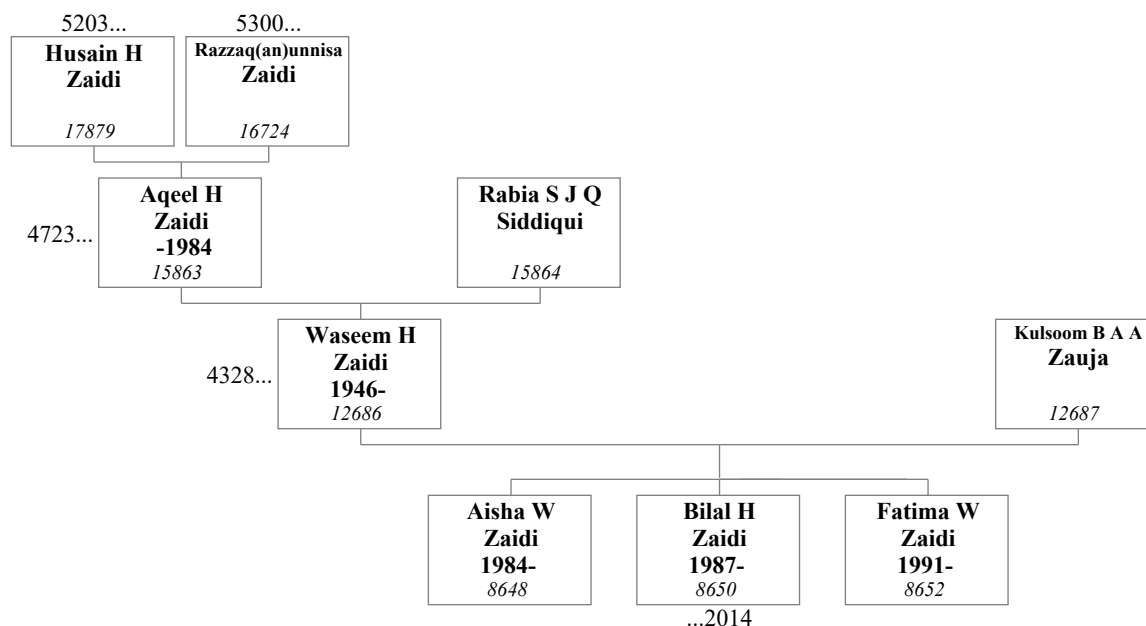 5203...
5300...
Husain H
Zaidi
17879
Razzaq(an)unnisa
Zaidi
16724
4723...
Aqeel H
Zaidi
-1984
15863
Rabia S J Q
Siddiqui
15864
4328...
Waseem H
Zaidi
1946-
12686
Kulsoom B A A
Zauja
12687
Aisha W
Zaidi
1984-
8648
Bilal H
Zaidi
1987-
8650
Fatima W
Zaidi
1991-
8652
...2014